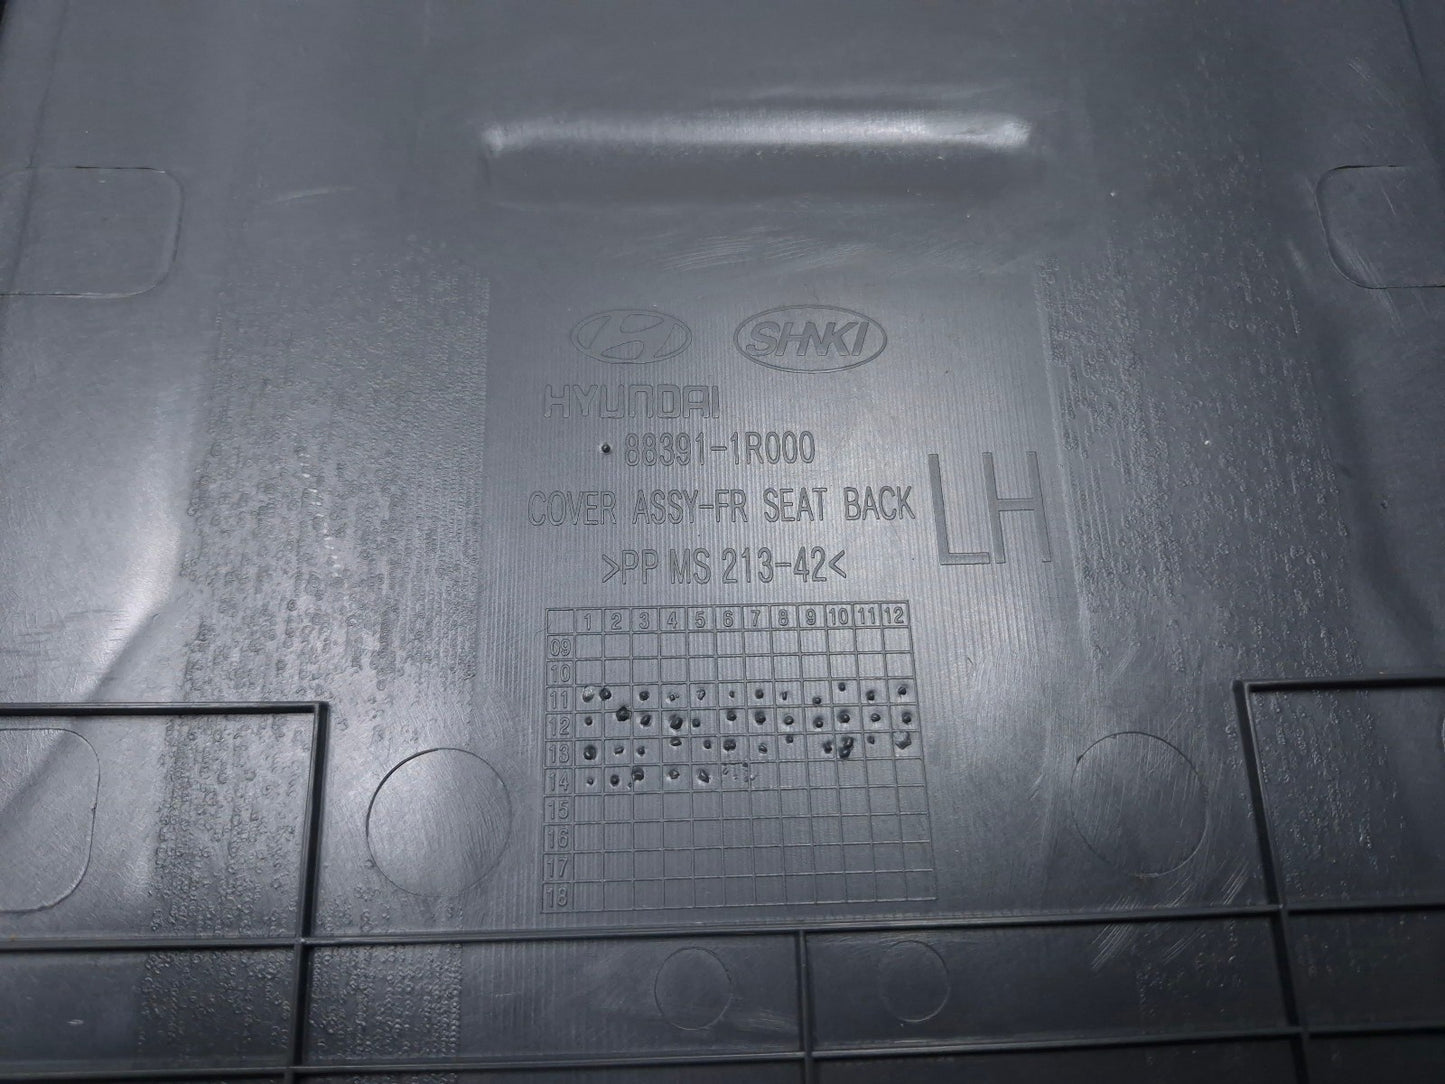 SHNKI
HYUNDAI
88391-1R000
COVER ASSY-FR SEAT BACK
LH
>PP MS 213-42<
1 2 3 4 5 6 7 8 9 10 11 12
09
10
11
12
13
14
15
16
17
18